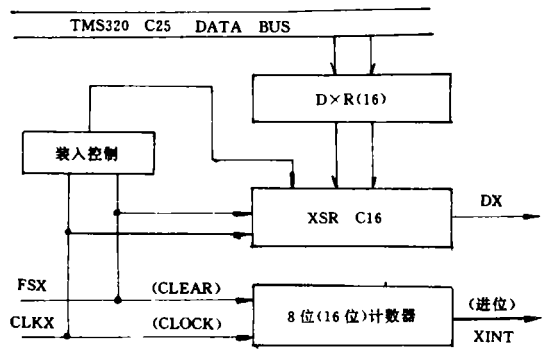 TMS320 C25 DATA BUS
D×R(16)
装入控制
XSR C16
DX
FSX
(CLEAR)
8位(16位)计数器
(进位)
CLKX
(CLOCK)
XINT